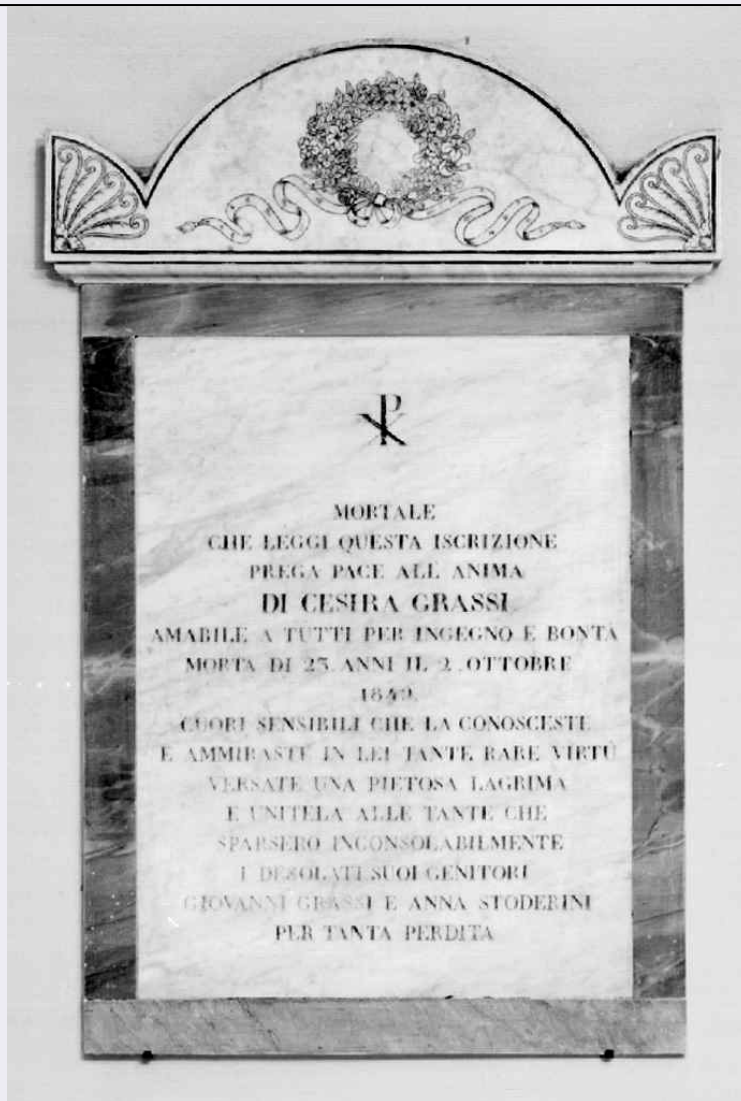 MORTALE
CHE LEGGI QUESTA ISCRIZIONE
PREGA PACE ALL ANIMA
DI CESIRA GRASSI
AMABILE A TUTTI PER INGEGNO E BONTÀ
MORTA DI 23 ANNI IL 2 OTTOBRE
1849.
CUORI SENSIBILI CHE LA CONOSCESTE
E AMMIRASTE IN LEI TANTE RARE VIRTÙ
VERSATE UNA PIETOSA LAGRIMA
E UNITELA ALLE TANTE CHE
SPARSERO INCONSOLABILMENTE
I DESOLATI SUOI GENITORI
GIOVANNI GRASSI E ANNA STODERINI
PER TANTA PERDITA